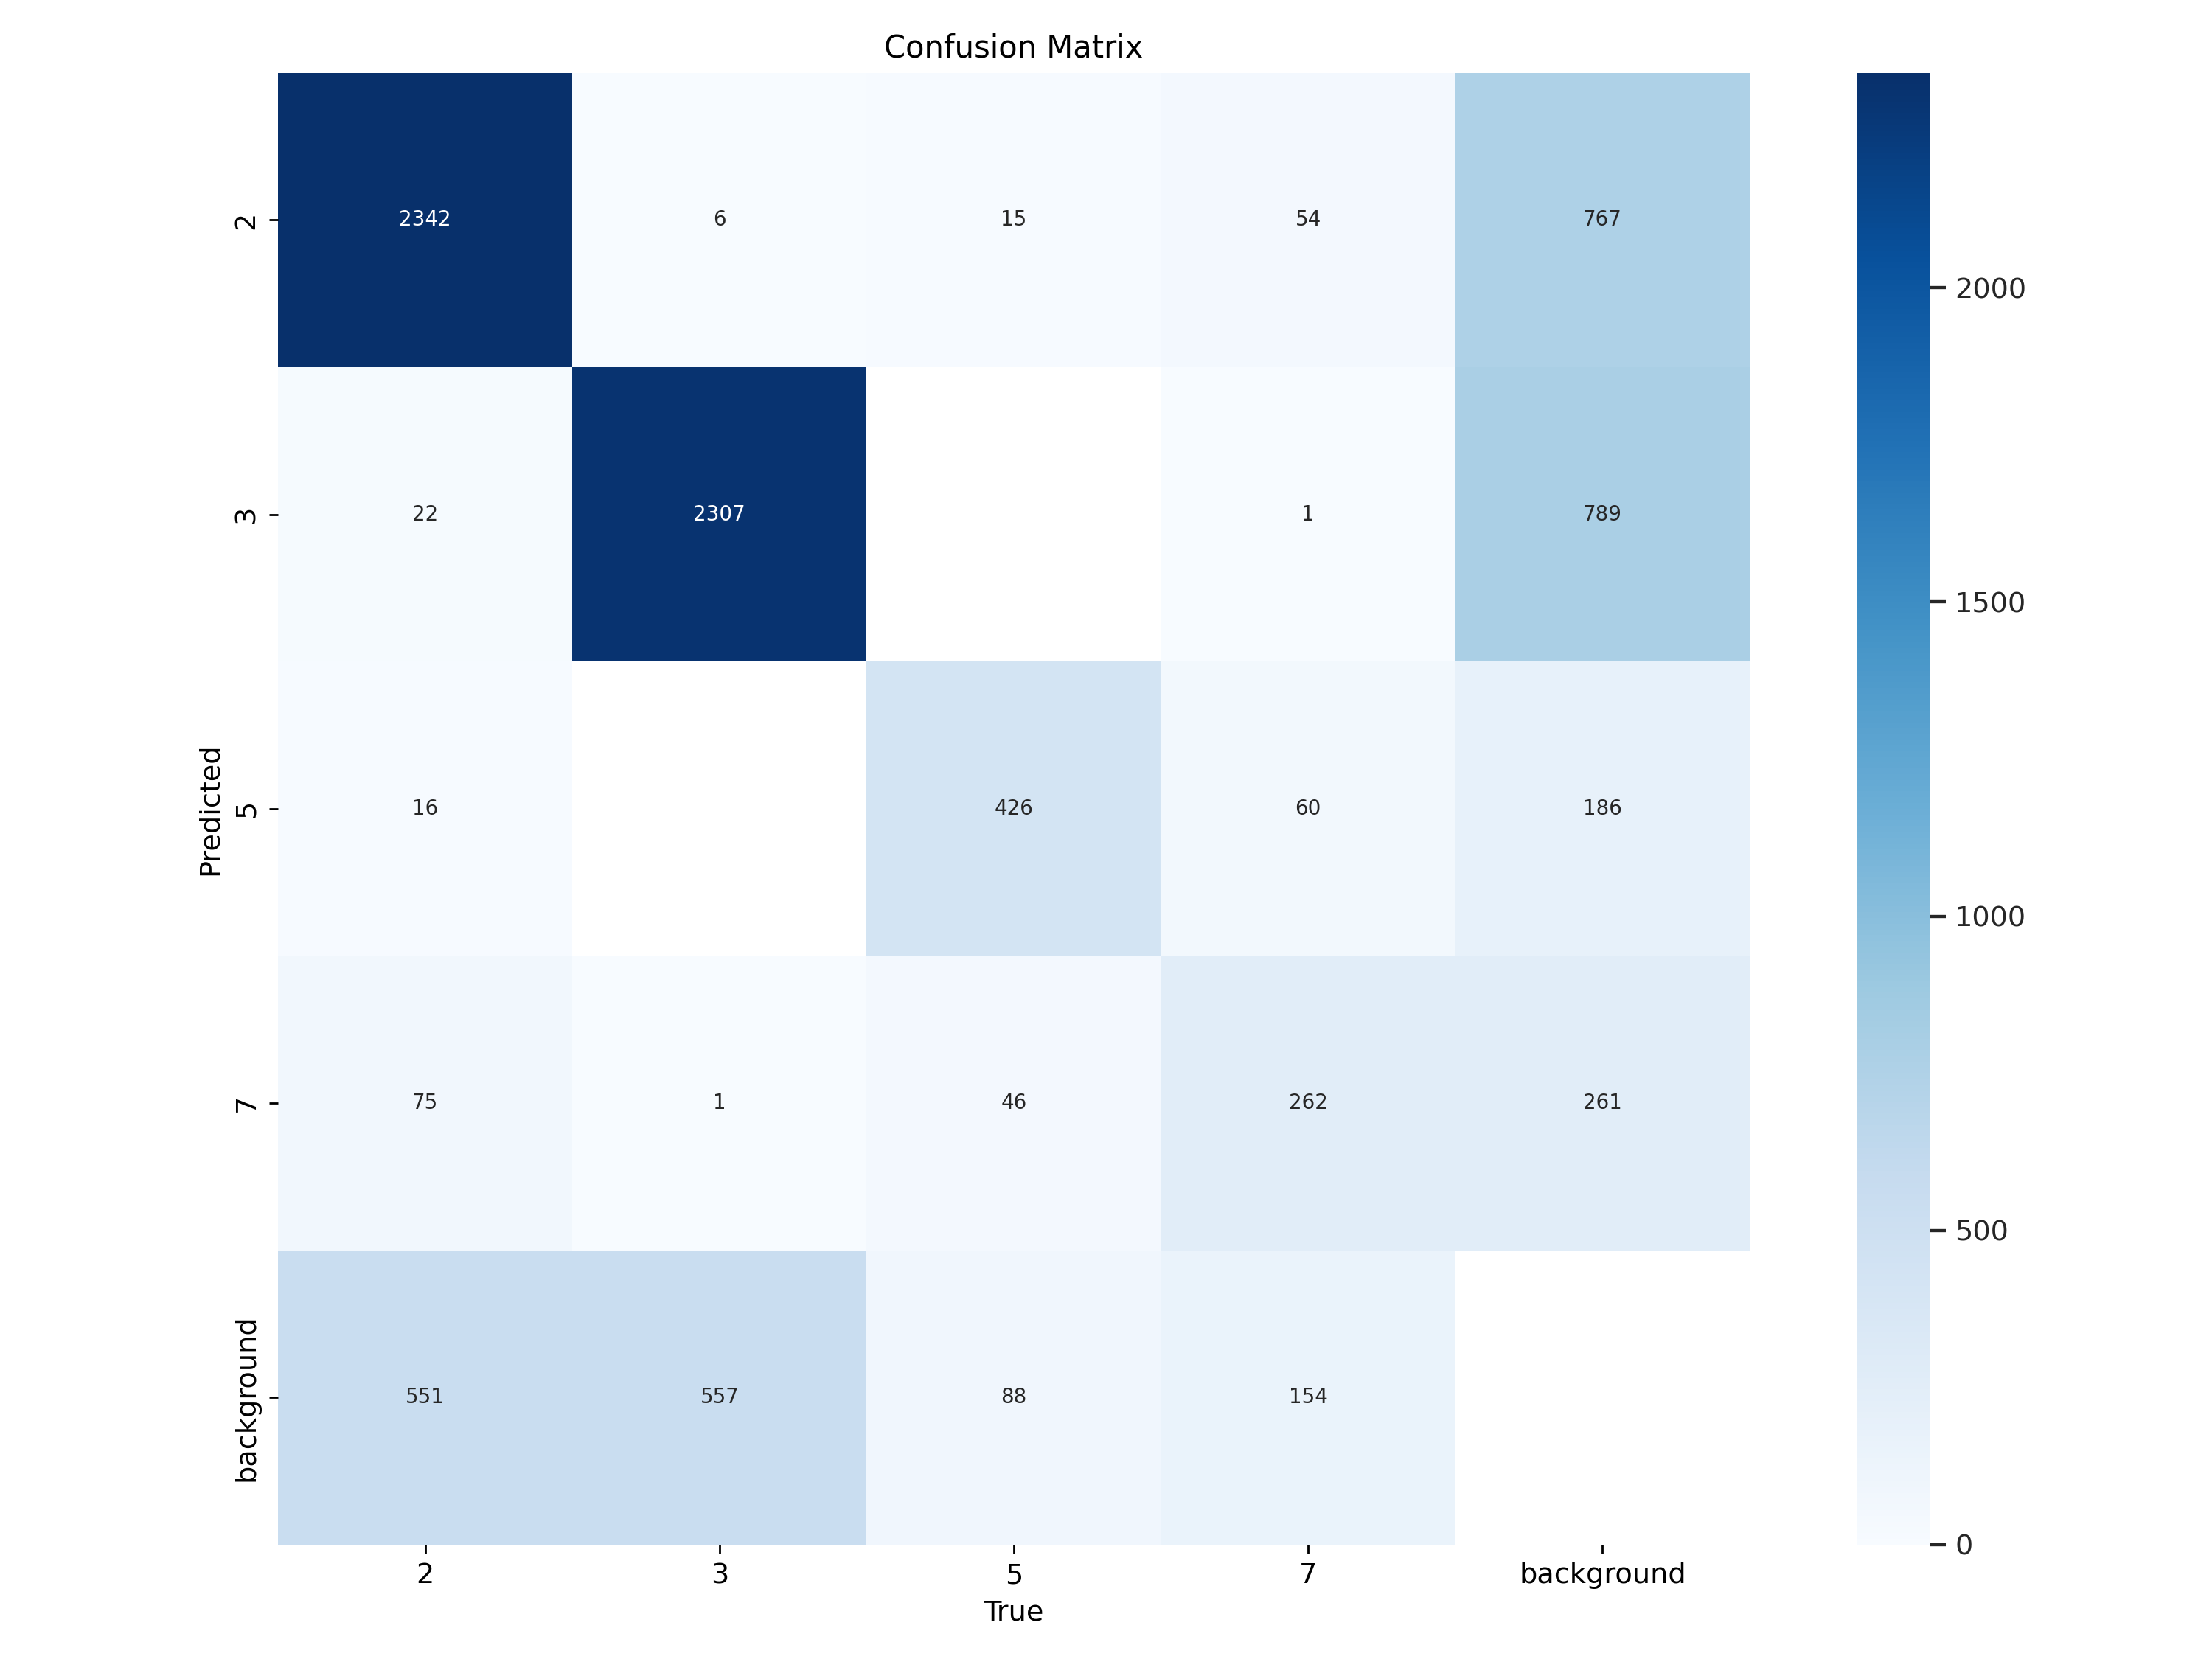 Confusion Matrix
2342 6 15 54 767
22 2307 1 789
16 426 60 186
75 1 46 262 261
551 557 88 154
2
3
5
7
background
Predicted
2 3 5 7 background
True
2000
1500
1000
500
0